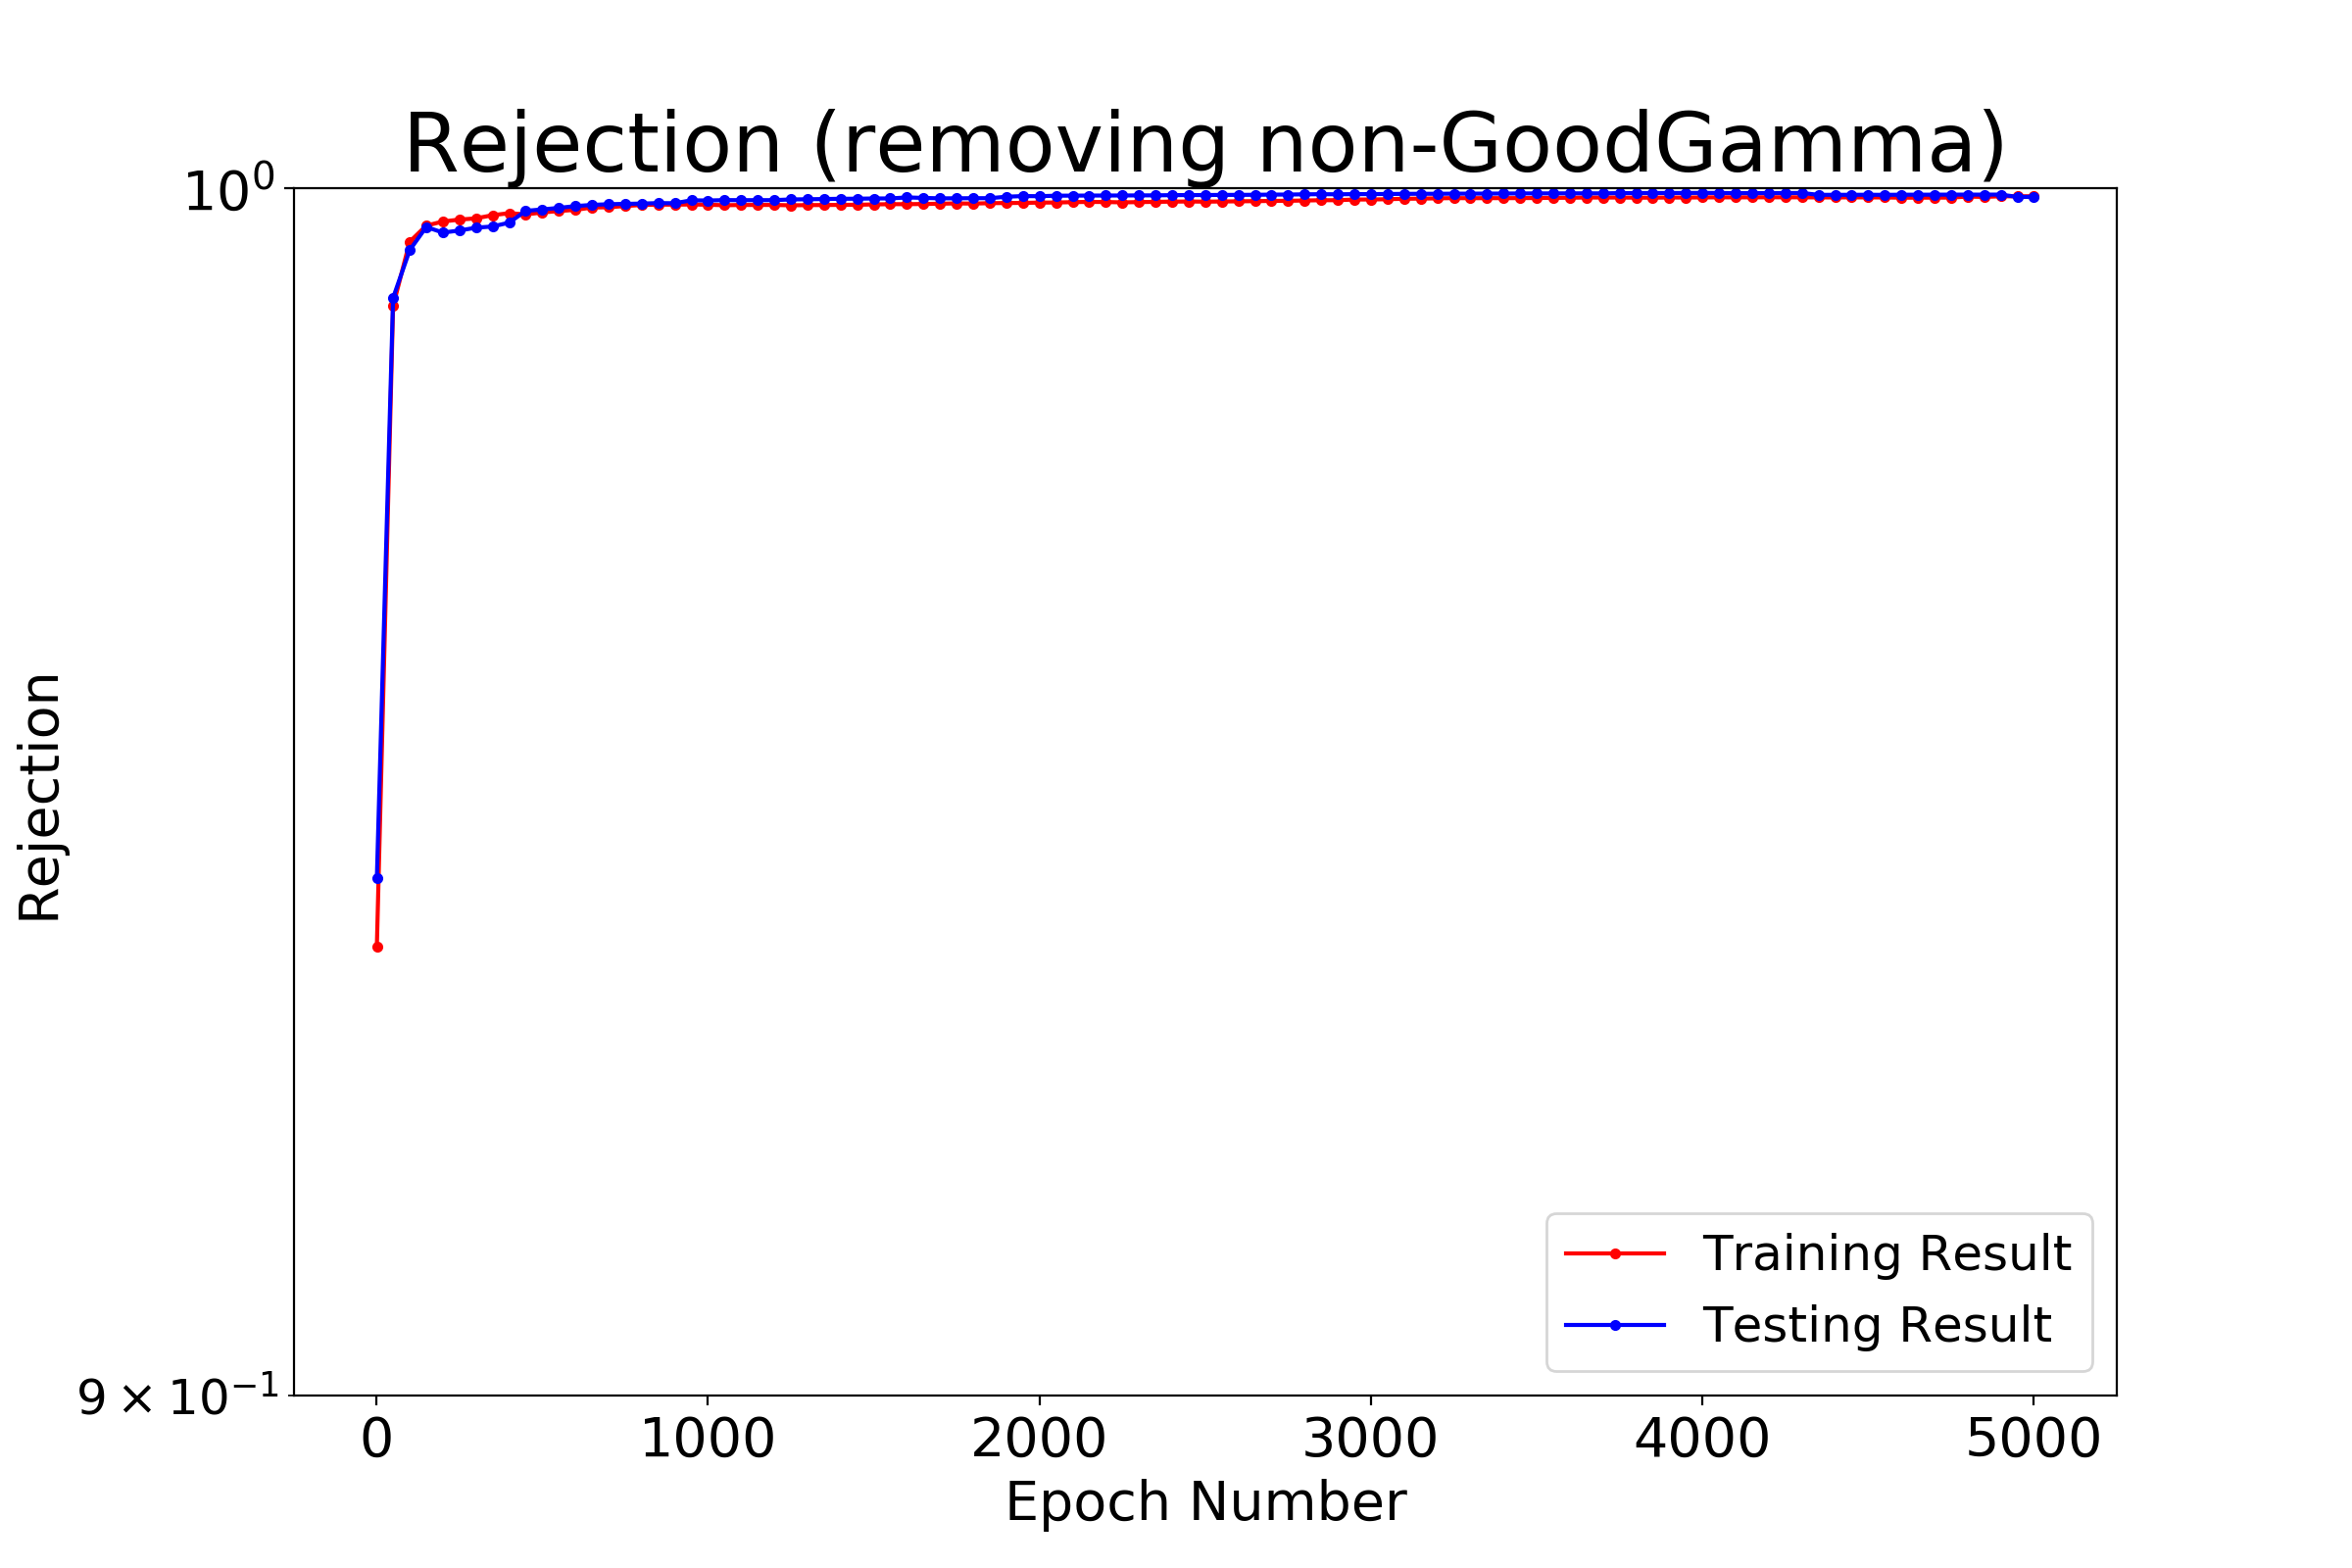 Rejection (removing non-GoodGamma)
10⁰
Rejection
9 × 10⁻¹
0 1000 2000 3000 4000 5000
Epoch Number
Training Result
Testing Result